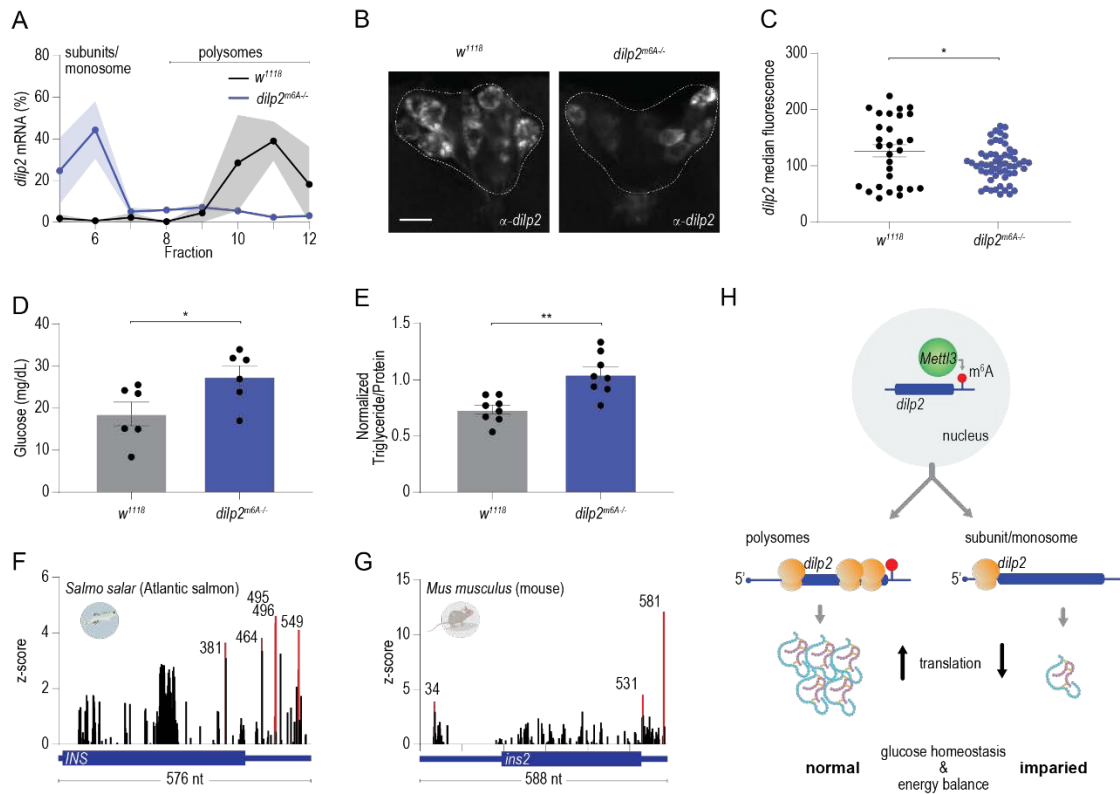 A
subunits/
monosome
polysomes
w1118
dilp2m6A-/-
80
60
40
20
0
dilp2 mRNA (%)
6
8
10
12
Fraction
B
w1118
dilp2m6A-/-
α-dilp2
α-dilp2
C
*
300
200
100
0
dilp2 median fluorescence
w1118
dilp2m6A-/-
D
*
40
30
20
10
0
Glucose (mg/dL)
w1118
dilp2m6A-/-
E
**
1.5
1.0
0.5
0
Normalized
Triglyceride/Protein
w1118
dilp2m6A-/-
F
Salmo salar (Atlantic salmon)
6
4
2
0
z-score
381
464
495
496
549
INS
576 nt
G
Mus musculus (mouse)
15
10
5
0
z-score
34
531
581
ins2
588 nt
H
Mettl3
m6A
dilp2
nucleus
polysomes
subunit/monosome
5'
dilp2
5'
dilp2
translation
glucose homeostasis
normal
&
imparied
energy balance